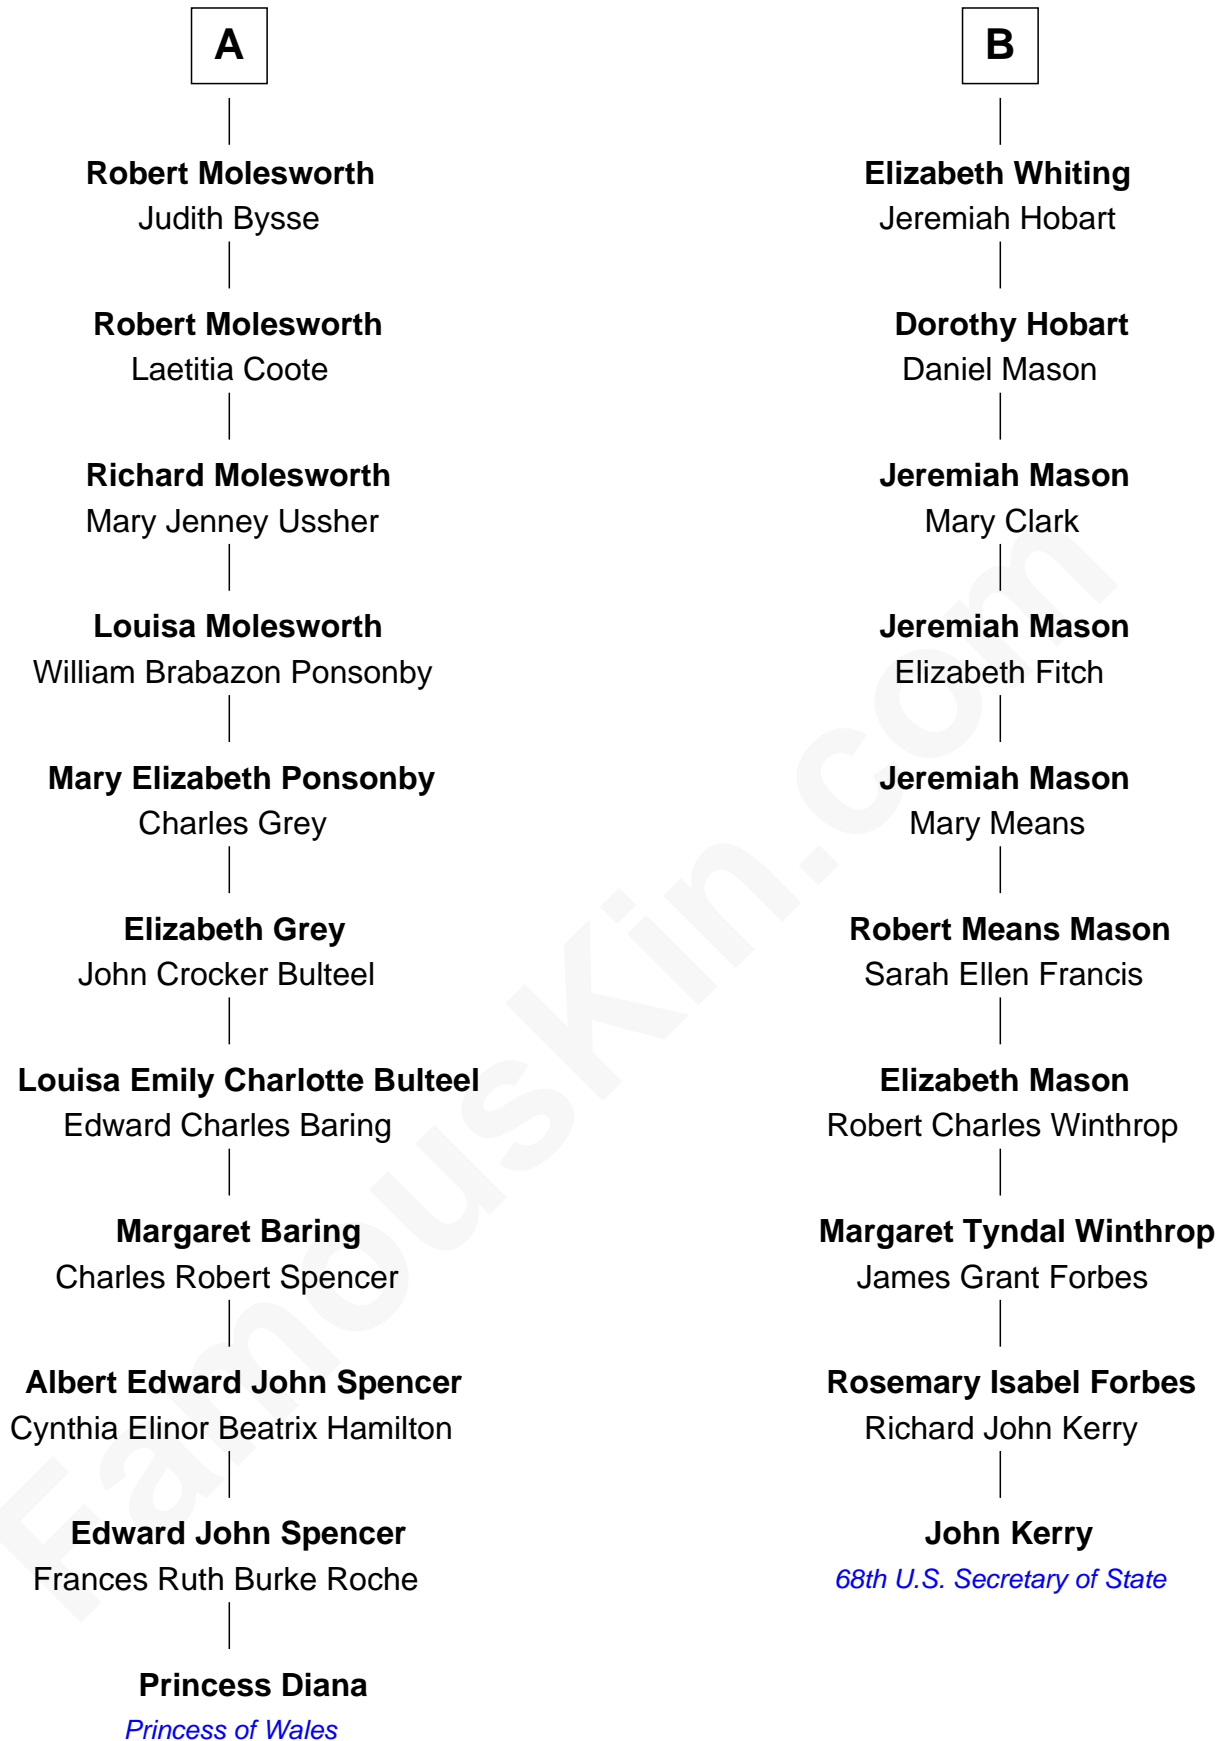 A
Robert Molesworth
Judith Bysse
Robert Molesworth
Laetitia Coote
Richard Molesworth
Mary Jenney Ussher
Louisa Molesworth
William Brabazon Ponsonby
Mary Elizabeth Ponsonby
Charles Grey
Elizabeth Grey
John Crocker Bulteel
Louisa Emily Charlotte Bulteel
Edward Charles Baring
Margaret Baring
Charles Robert Spencer
Albert Edward John Spencer
Cynthia Elinor Beatrix Hamilton
Edward John Spencer
Frances Ruth Burke Roche
Princess Diana
Princess of Wales
B
Elizabeth Whiting
Jeremiah Hobart
Dorothy Hobart
Daniel Mason
Jeremiah Mason
Mary Clark
Jeremiah Mason
Elizabeth Fitch
Jeremiah Mason
Mary Means
Robert Means Mason
Sarah Ellen Francis
Elizabeth Mason
Robert Charles Winthrop
Margaret Tyndal Winthrop
James Grant Forbes
Rosemary Isabel Forbes
Richard John Kerry
John Kerry
68th U.S. Secretary of State
FamousKin.com